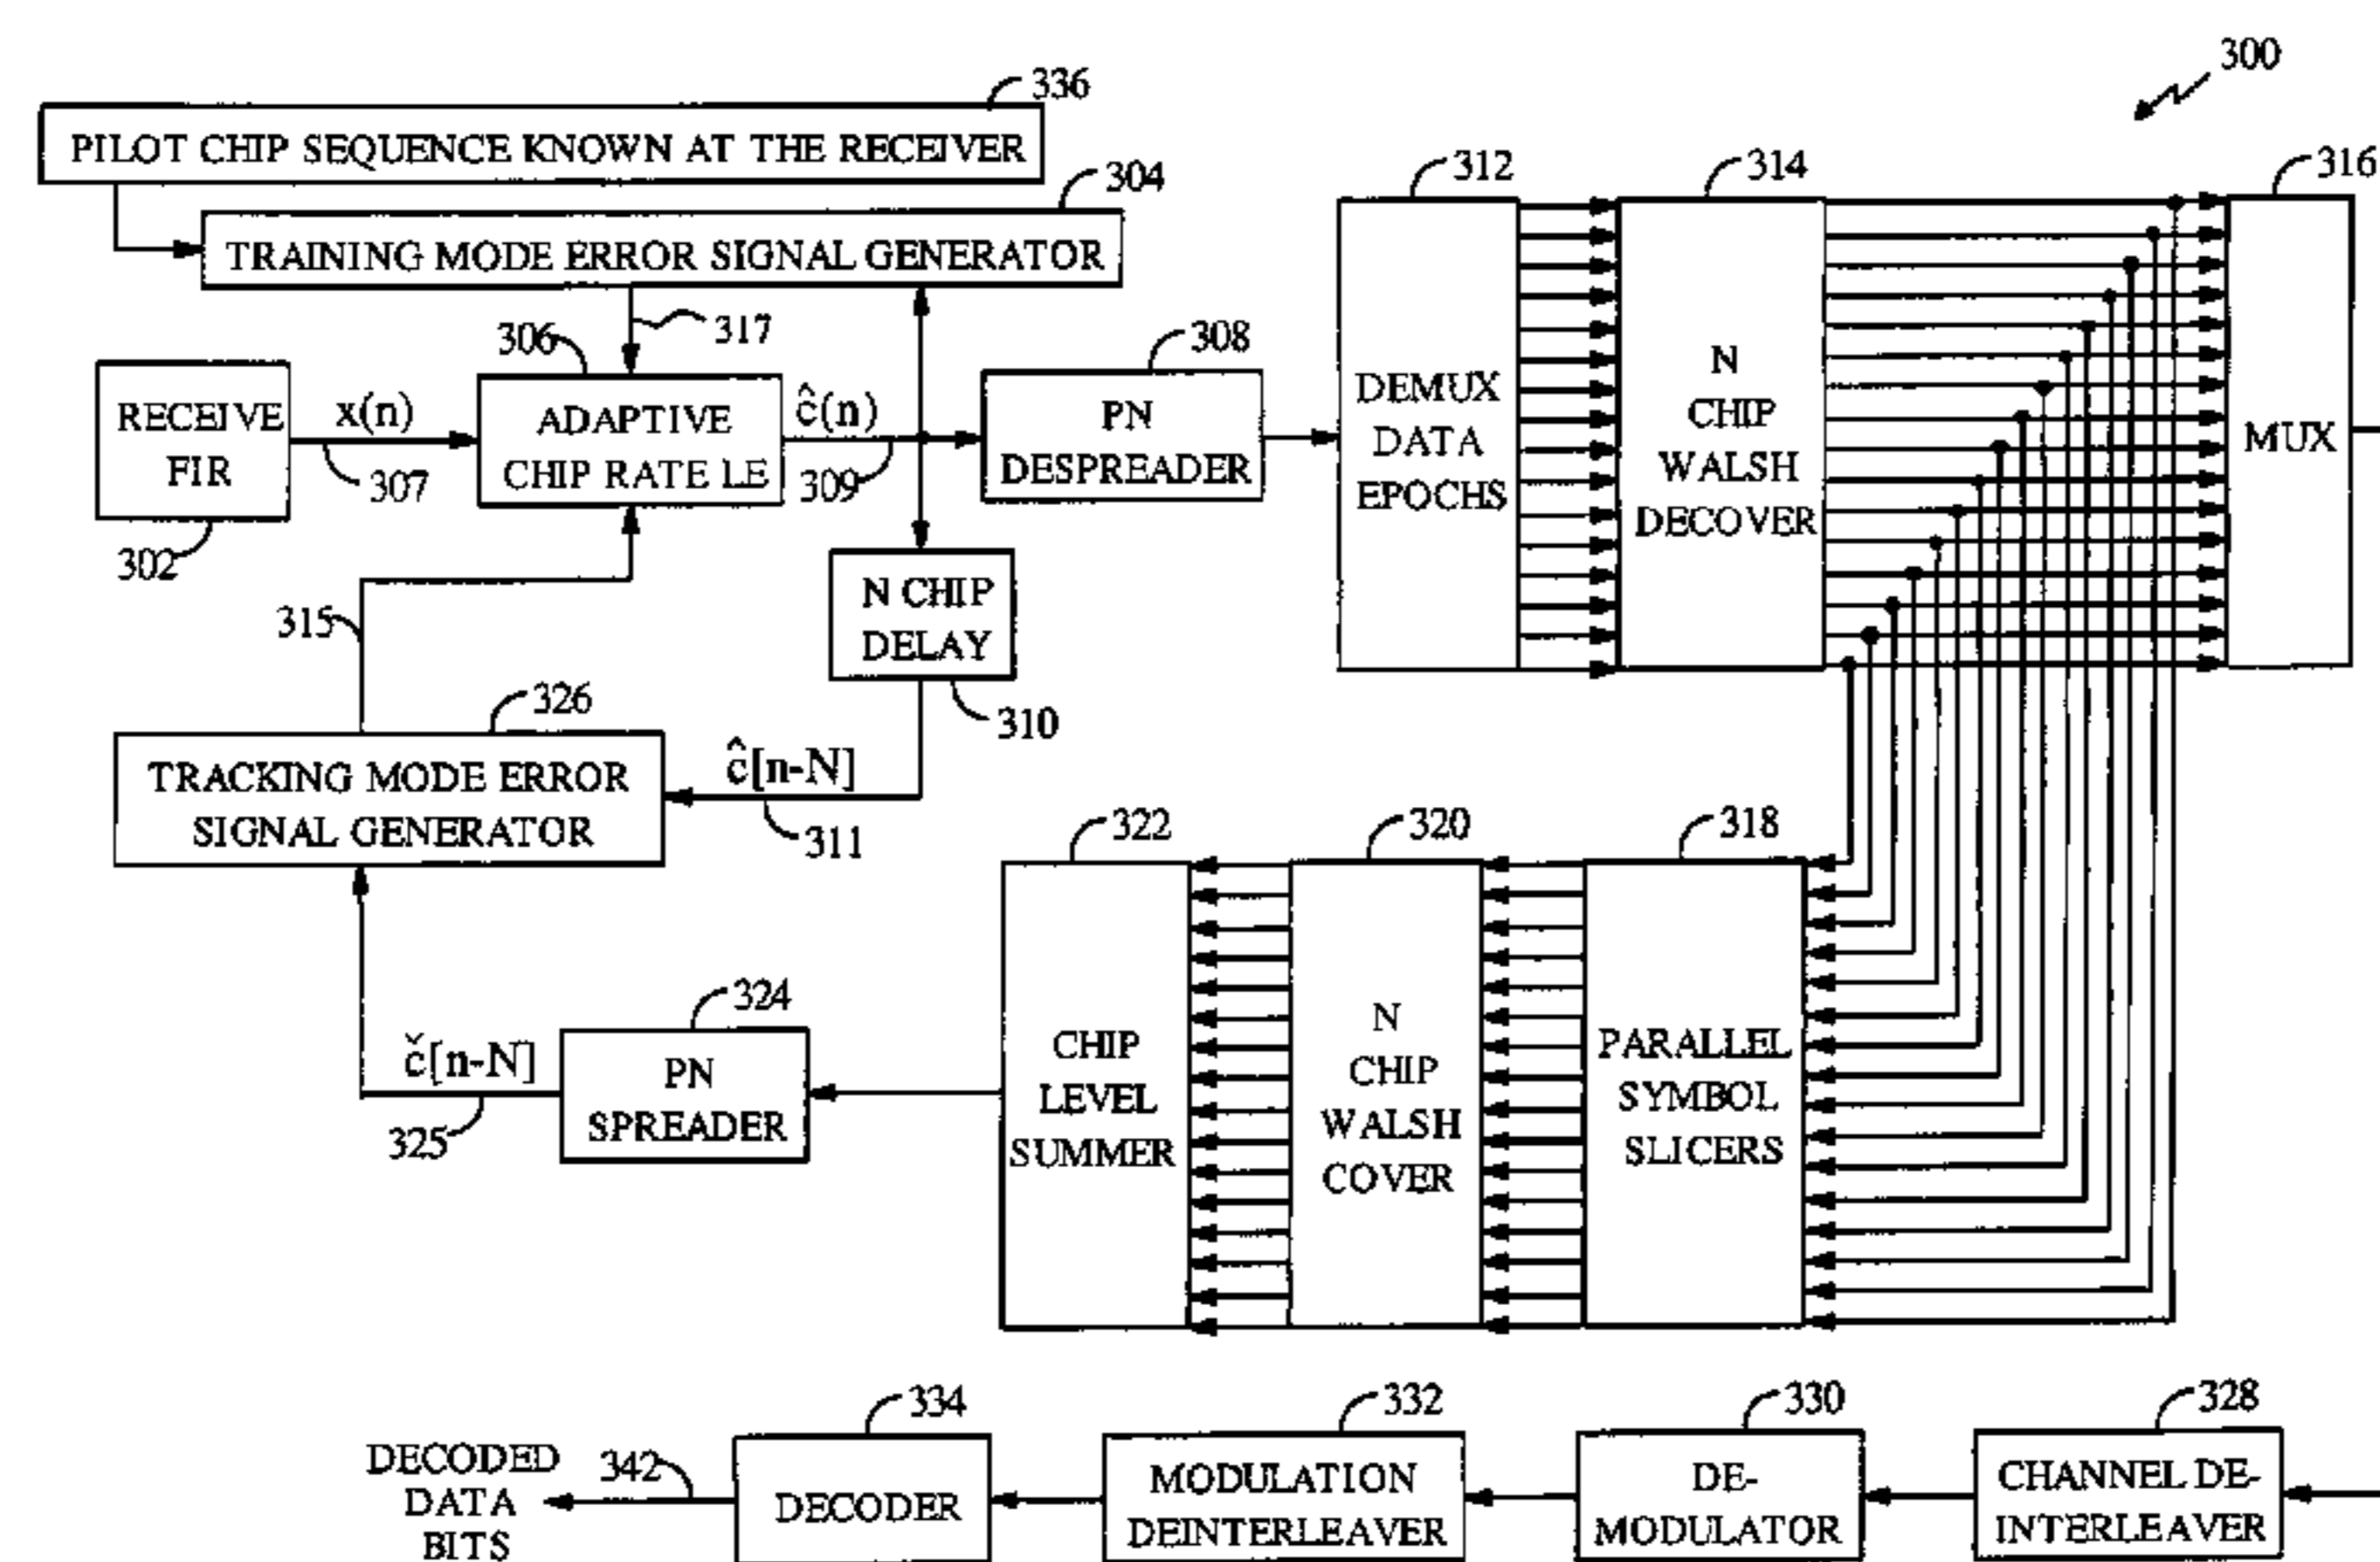 300
336
PILOT CHIP SEQUENCE KNOWN AT THE RECEIVER
304
TRAINING MODE ERROR SIGNAL GENERATOR
317
302
RECEIVE
FIR
x(n)
307
306
ADAPTIVE
CHIP RATE LE
ĉ(n)
309
308
PN
DESPREADER
312
DEMUX
DATA
EPOCHS
314
N
CHIP
WALSH
DECOVER
316
MUX
N CHIP
DELAY
310
315
326
TRACKING MODE ERROR
SIGNAL GENERATOR
ĉ[n-N]
311
322
CHIP
LEVEL
SUMMER
320
N
CHIP
WALSH
COVER
318
PARALLEL
SYMBOL
SLICERS
324
PN
SPREADER
č[n-N]
325
DECODED
DATA
BITS
342
334
DECODER
332
MODULATION
DEINTERLEAVER
330
DE-
MODULATOR
328
CHANNEL DE-
INTERLEAVER